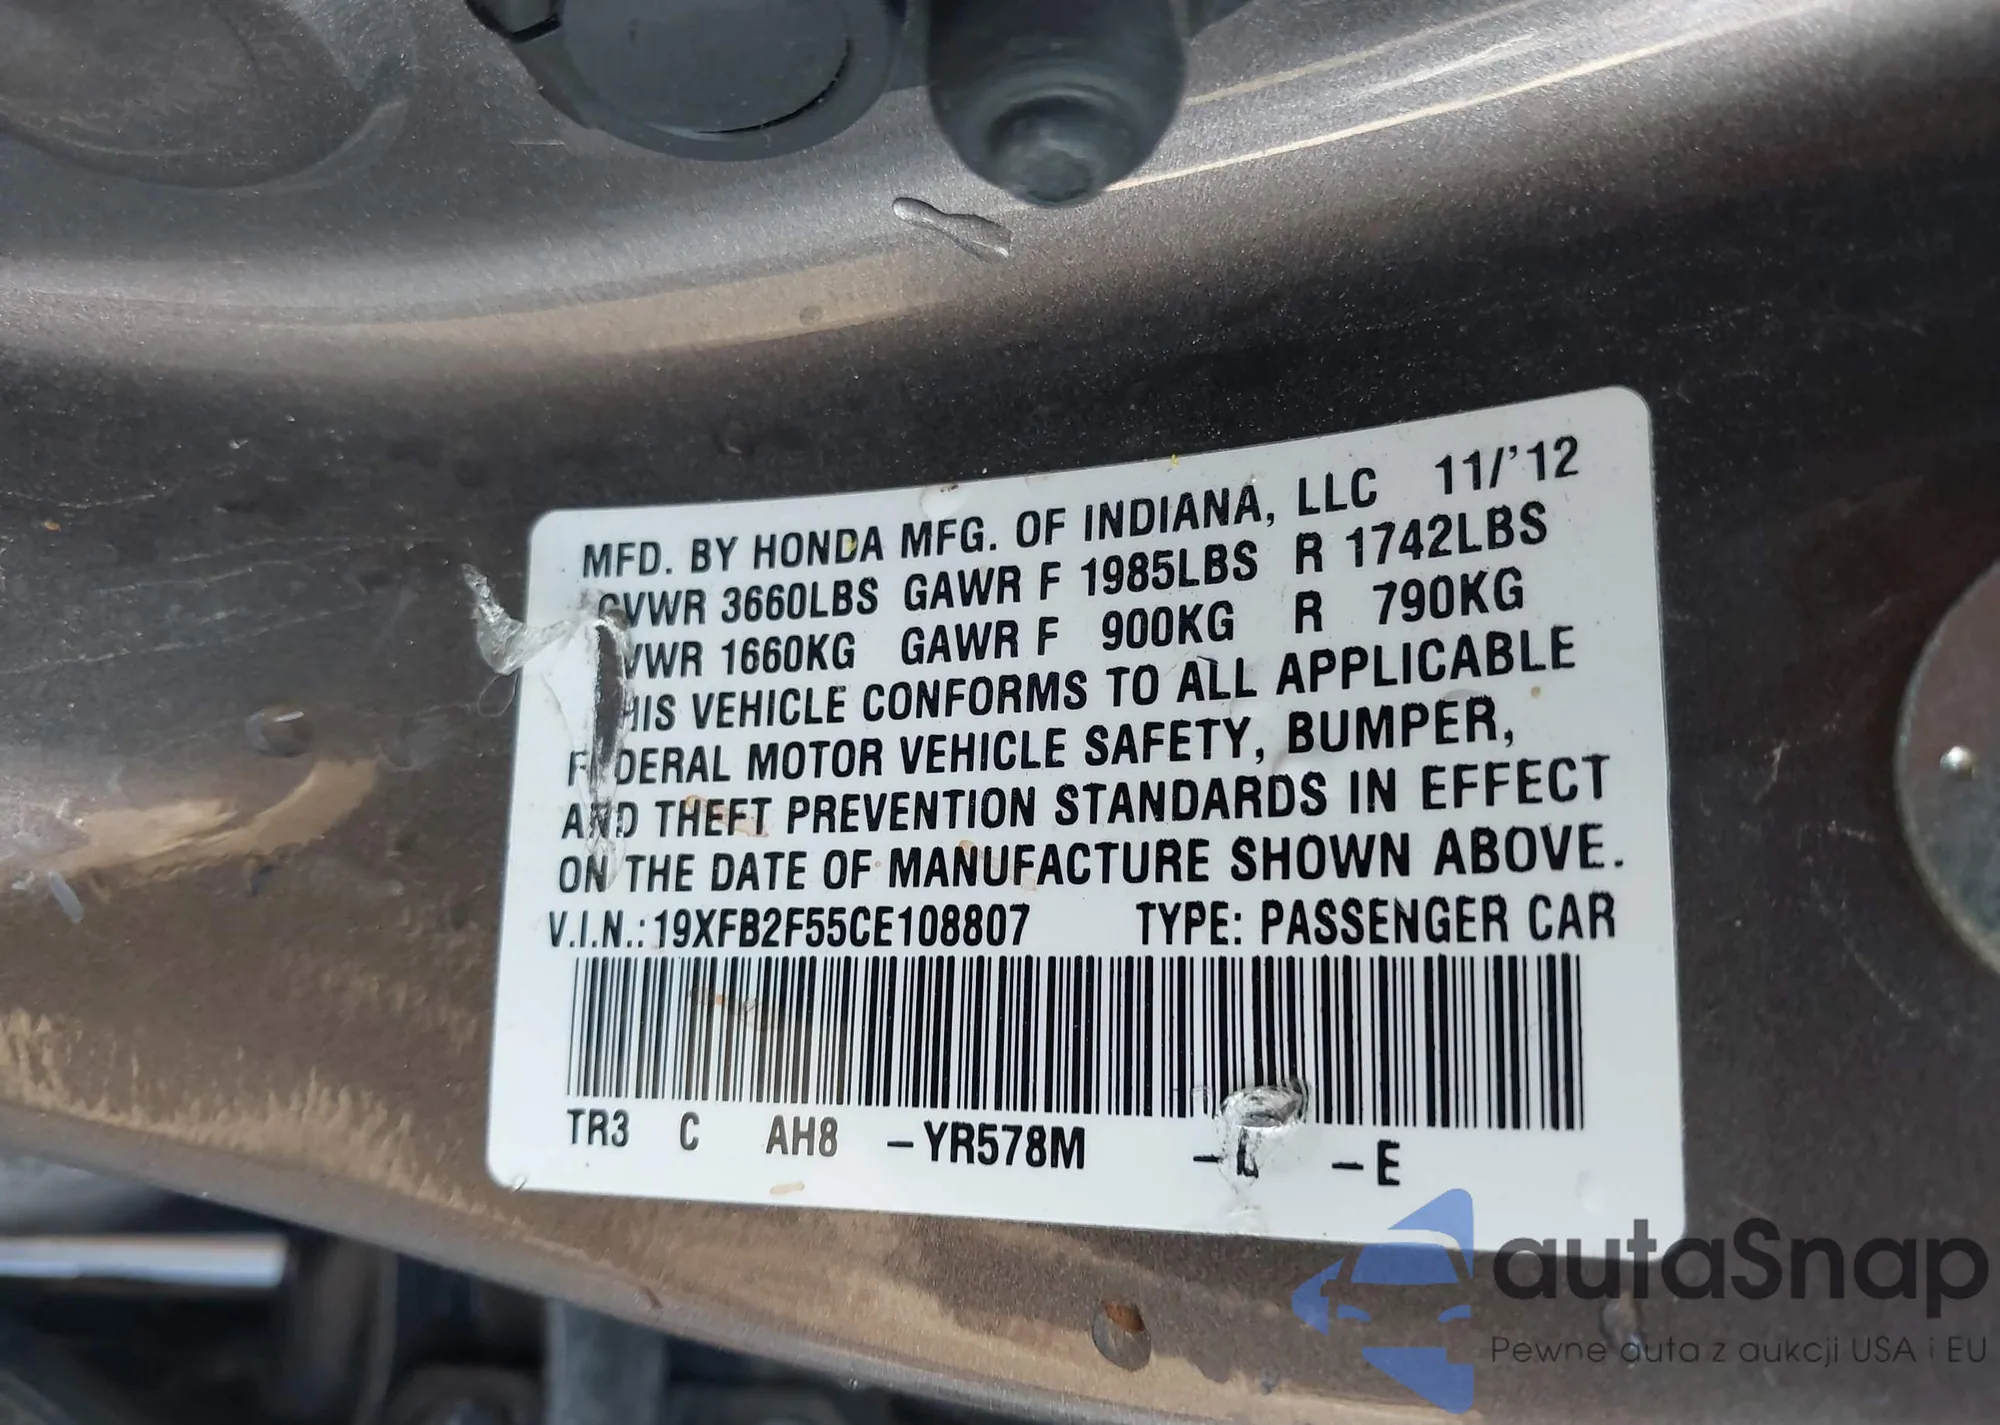 MFD. BY HONDA MFG. OF INDIANA, LLC 11/'12
GVWR 3660LBS GAWR F 1985LBS R 1742LBS
VWR 1660KG GAWR F 900KG R 790KG
HIS VEHICLE CONFORMS TO ALL APPLICABLE
FEDERAL MOTOR VEHICLE SAFETY, BUMPER,
AND THEFT PREVENTION STANDARDS IN EFFECT
ON THE DATE OF MANUFACTURE SHOWN ABOVE.
V.I.N.: 19XFB2F55CE108807 TYPE: PASSENGER CAR
TR3 C AH8 -YR578M - -E
autaSnap
Pewne auta z aukcji USA i EU